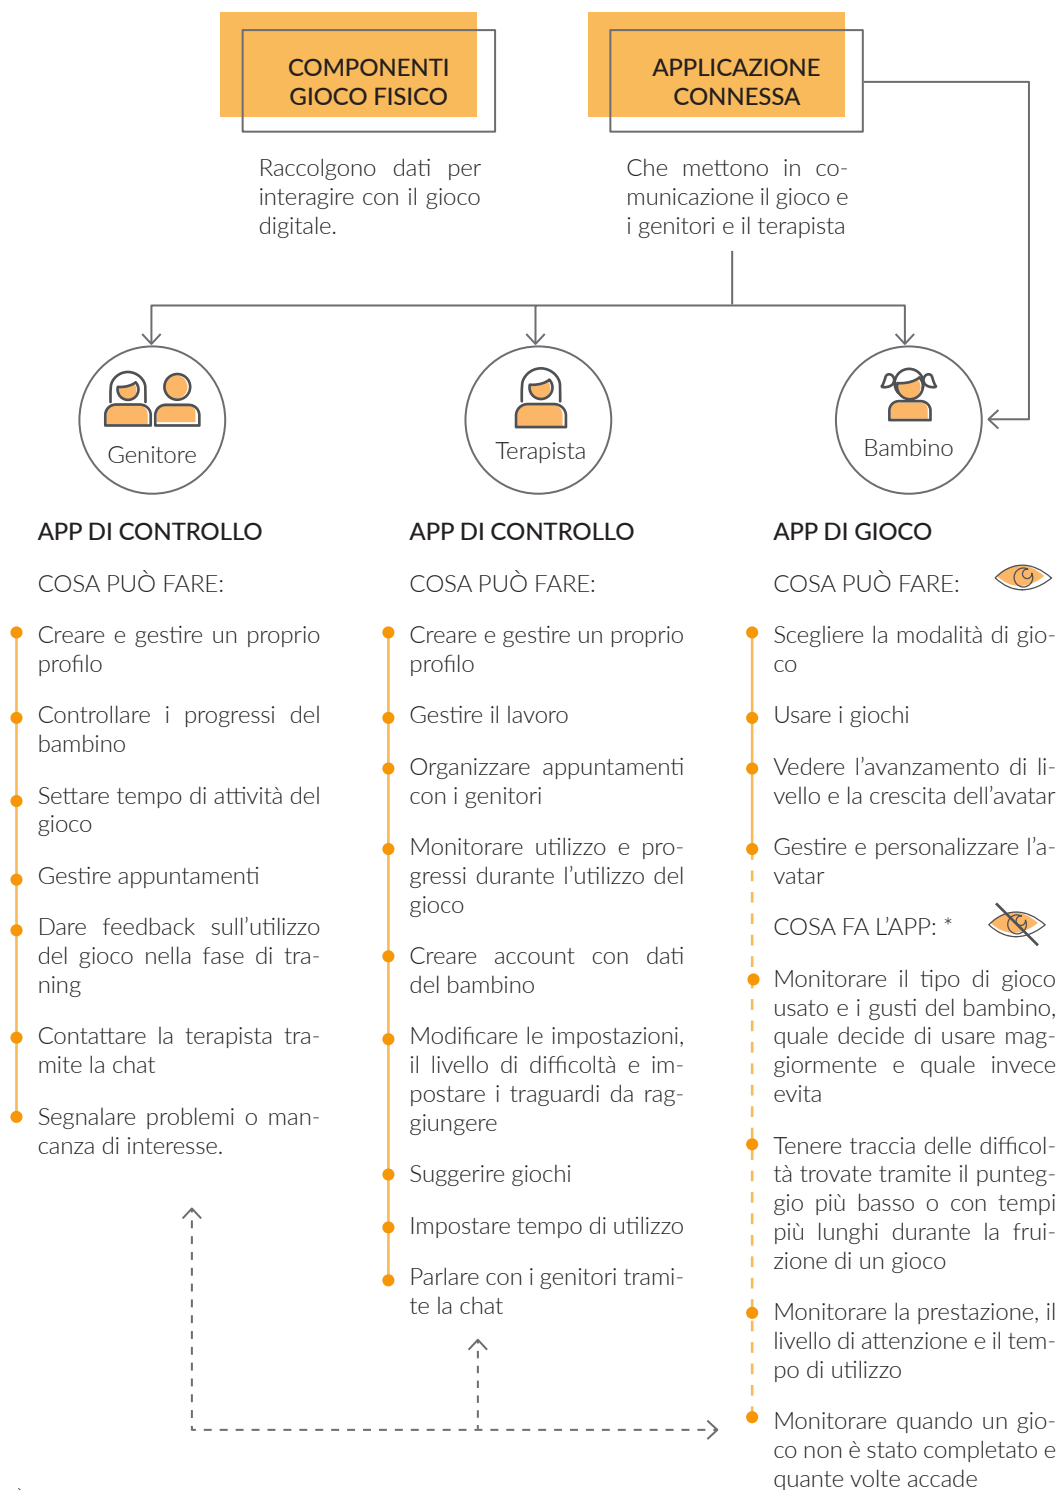 COMPONENTI
GIOCO FISICO
Raccolgono dati per
interagire con il gioco
digitale.
APPLICAZIONE
CONNESSA
Che mettono in co-
municazione il gioco e
i genitori e il terapista
Genitore
Terapista
Bambino
APP DI CONTROLLO
COSA PUÒ FARE:
Creare e gestire un proprio
profilo
Controllare i progressi del
bambino
Settare tempo di attività del
gioco
Gestire appuntamenti
Dare feedback sull'utilizzo
del gioco nella fase di trai-
ning
Contattare la terapista tra-
mite la chat
Segnalare problemi o man-
canza di interesse.
APP DI CONTROLLO
COSA PUÒ FARE:
Creare e gestire un proprio
profilo
Gestire il lavoro
Organizzare appuntamenti
con i genitori
Monitorare utilizzo e pro-
gressi durante l'utilizzo del
gioco
Creare account con dati
del bambino
Modificare le impostazioni,
il livello di difficoltà e im-
postare i traguardi da rag-
giungere
Suggerire giochi
Impostare tempo di utilizzo
Parlare con i genitori trami-
te la chat
APP DI GIOCO
COSA PUÒ FARE:
Scegliere la modalità di gio-
co
Usare i giochi
Vedere l'avanzamento di li-
vello e la crescita dell'avatar
Gestire e personalizzare l'a-
vatar
COSA FA L'APP: *
Monitorare il tipo di gioco
usato e i gusti del bambino,
quale decide di usare mag-
giormente e quale invece
evita
Tenere traccia delle difficol-
tà trovate tramite il punteg-
gio più basso o con tempi
più lunghi durante la frui-
zione di un gioco
Monitorare la prestazione, il
livello di attenzione e il tem-
po di utilizzo
Monitorare quando un gio-
co non è stato completato e
quante volte accade